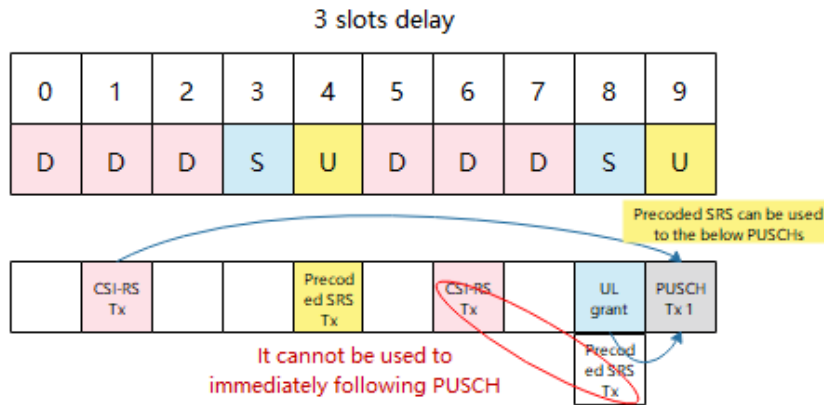 3 slots delay
0 1 2 3 4 5 6 7 8 9
D D D S U D D D S U
Precoded SRS can be used
to the below PUSCHs
CSI-RS
Tx
Precod
ed SRS
Tx
CSI-RS
Tx
UL
grant
PUSCH
Tx 1
It cannot be used to
immediately following PUSCH
Precod
ed SRS
Tx